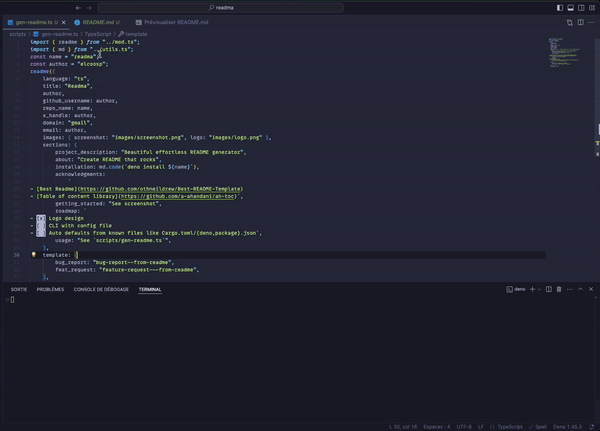 readma
gen-readme.ts U
README.md U
Prévisualiser README.md
scripts > gen-readme.ts > TypeScript > template
import { readme } from "../mod.ts";
import { md } from "../utils.ts";
const name = "readma";
const author = "elcoosp";
readme({
language: "ts",
title: "Readma",
author,
github_username: author,
repo_name: name,
x_handle: author,
domain: "gmail",
email: author,
images: { screenshot: "images/screenshot.png", logo: "images/logo.png" },
sections: {
project_description: "Beautiful effortless README generator",
about: "Create README that rocks",
installation: md.code(`deno install ${name}`),
acknowledgments:
`
- [Best Readme](https://github.com/othneildrew/Best-README-Template)
- [Table of content library](https://github.com/a-ahandani/ah-toc)`,
getting_started: "See screenshot",
roadmap: `
- [x] Logo design
- [ ] CLI with config file
- [ ] Auto defaults from known files like Cargo.toml/{deno,package}.json`,
usage: "See `scripts/gen-readme.ts`",
},
30 template: {
bug_report: "bug-report--from-readme",
feat_request: "feature-request---from-readme",
},
SORTIE PROBLÈMES CONSOLE DE DÉBOGAGE TERMINAL
deno
L 30, col 16 Espaces : 4 UTF-8 LF {} TypeScript Spell Deno 1.45.5